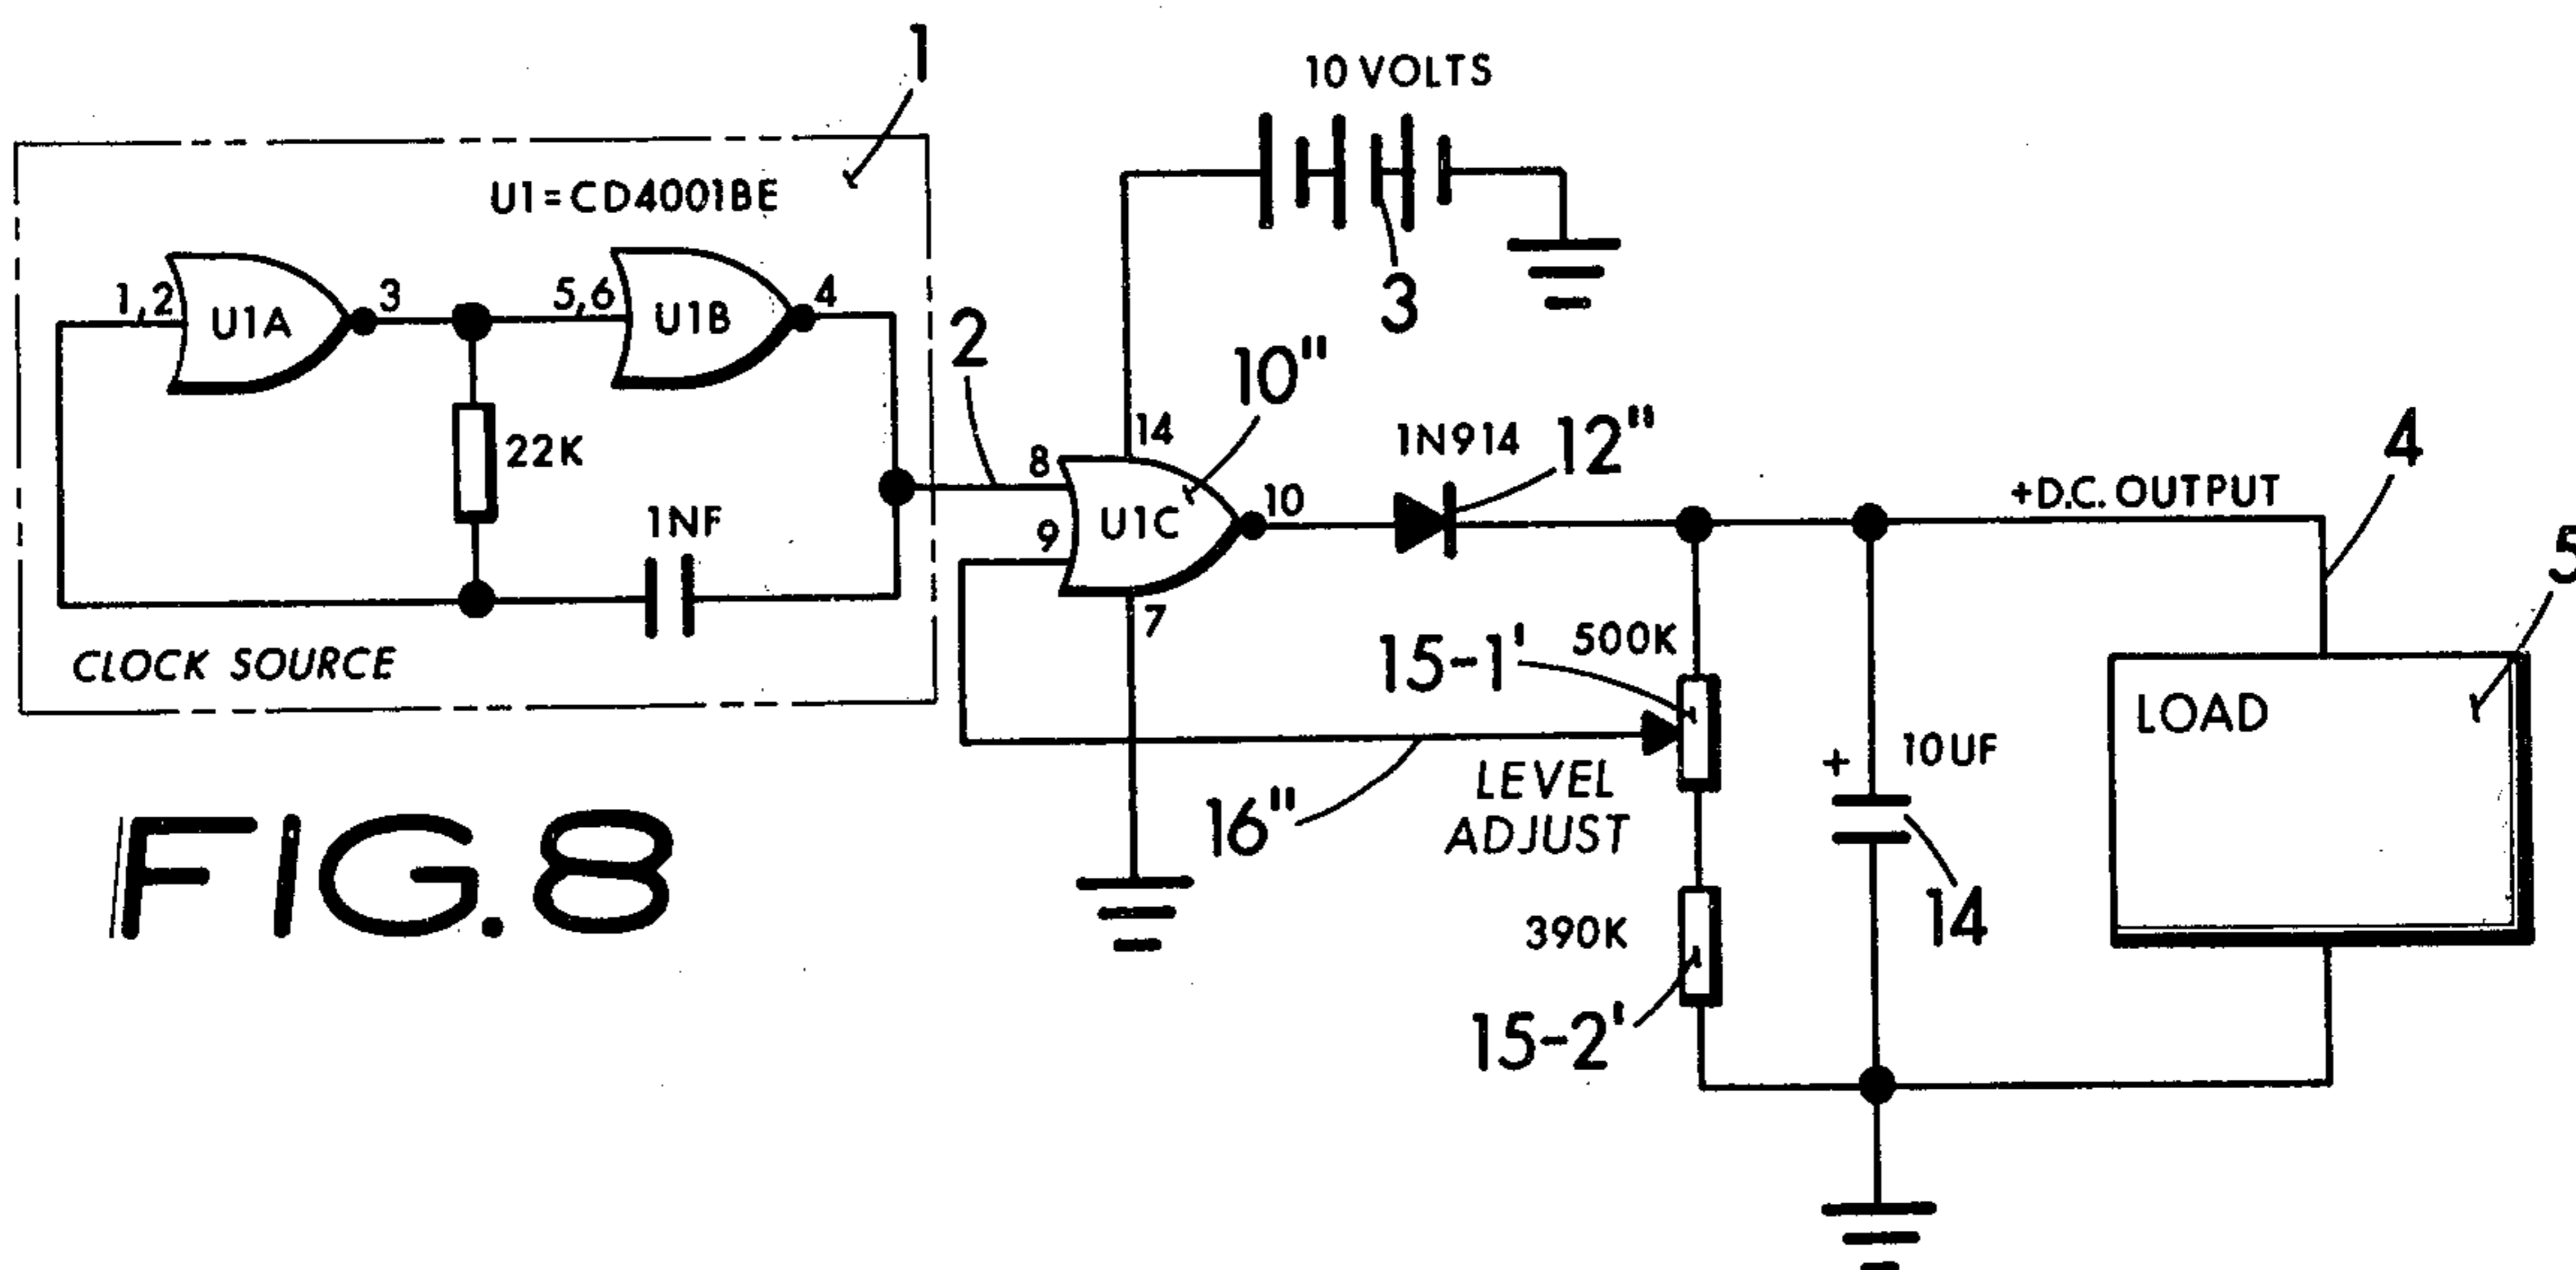 1
10 VOLTS
U1=CD4001BE
1,2
U1A
3
5,6
U1B
4
3
2
10"
22K
14
8
1N914
12"
4
1NF
9
U1C
10
+D.C. OUTPUT
5
7
CLOCK SOURCE
15-1'
500K
LOAD
+
10UF
LEVEL
ADJUST
16"
14
390K
15-2'
FIG.8